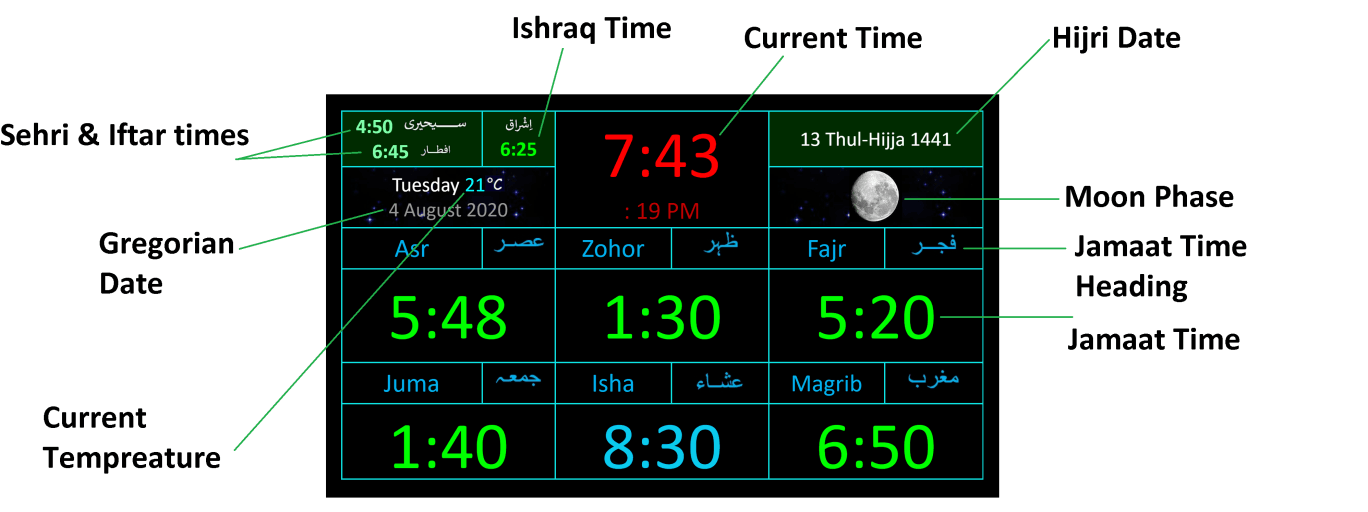 Ishraq Time
Current Time
Hijri Date
Sehri & Iftar times
4:50 سیحیری
6:45 افطار
اِشْراق
6:25
7:43
: 19 PM
13 Thul-Hijja 1441
Tuesday 21°C
4 August 2020
Moon Phase
Gregorian
Date
Jamaat Time
Heading
Asr عصر
Zohor ظہر
Fajr فجر
5:48
1:30
5:20
Jamaat Time
Juma جمعہ
Isha عشاء
Magrib مغرب
1:40
8:30
6:50
Current
Tempreature